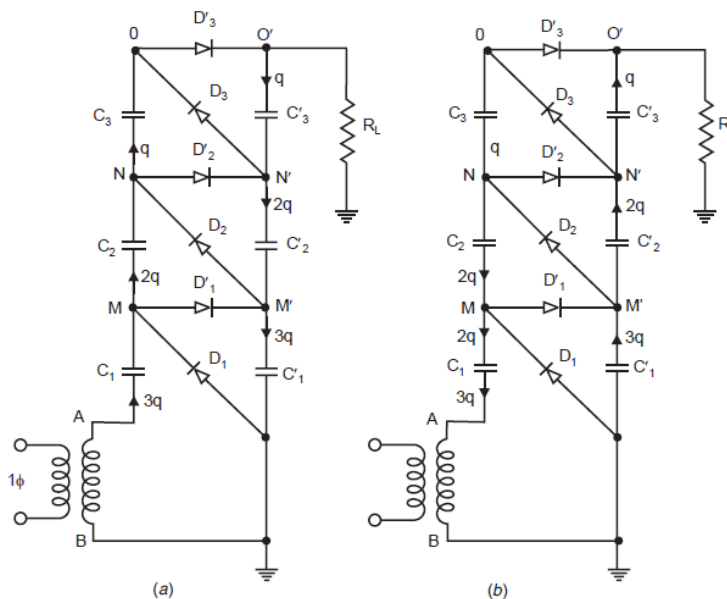 D'3
0
O'
q
D3
C3
C'3
RL
q
D'2
N
N'
2q
D2
C2
C'2
2q
D'1
M
M'
3q
D1
C1
C'1
3q
A
1ϕ
B
(a)
D'3
0
O'
q
D3
C3
C'3
R
q
D'2
N
N'
2q
D2
C2
C'2
2q
D'1
M
M'
2q
3q
D1
C1
C'1
3q
A
B
(b)